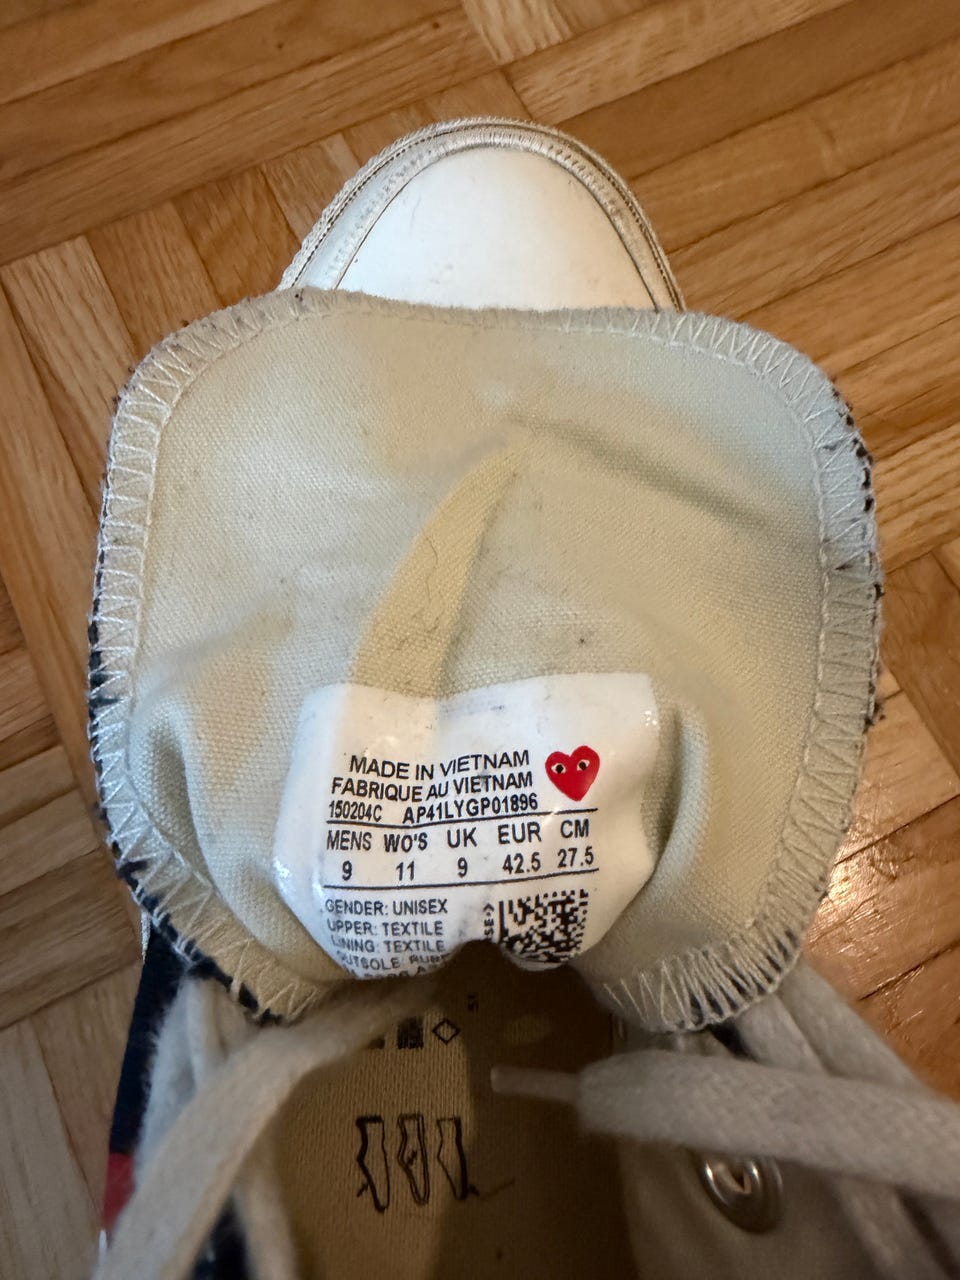 MADE IN VIETNAM
FABRIQUE AU VIETNAM
150204C AP41LYGP01896
MENS WO'S UK EUR CM
9 11 9 42.5 27.5
GENDER: UNISEX
UPPER: TEXTILE
LINING: TEXTILE
OUTSOLE